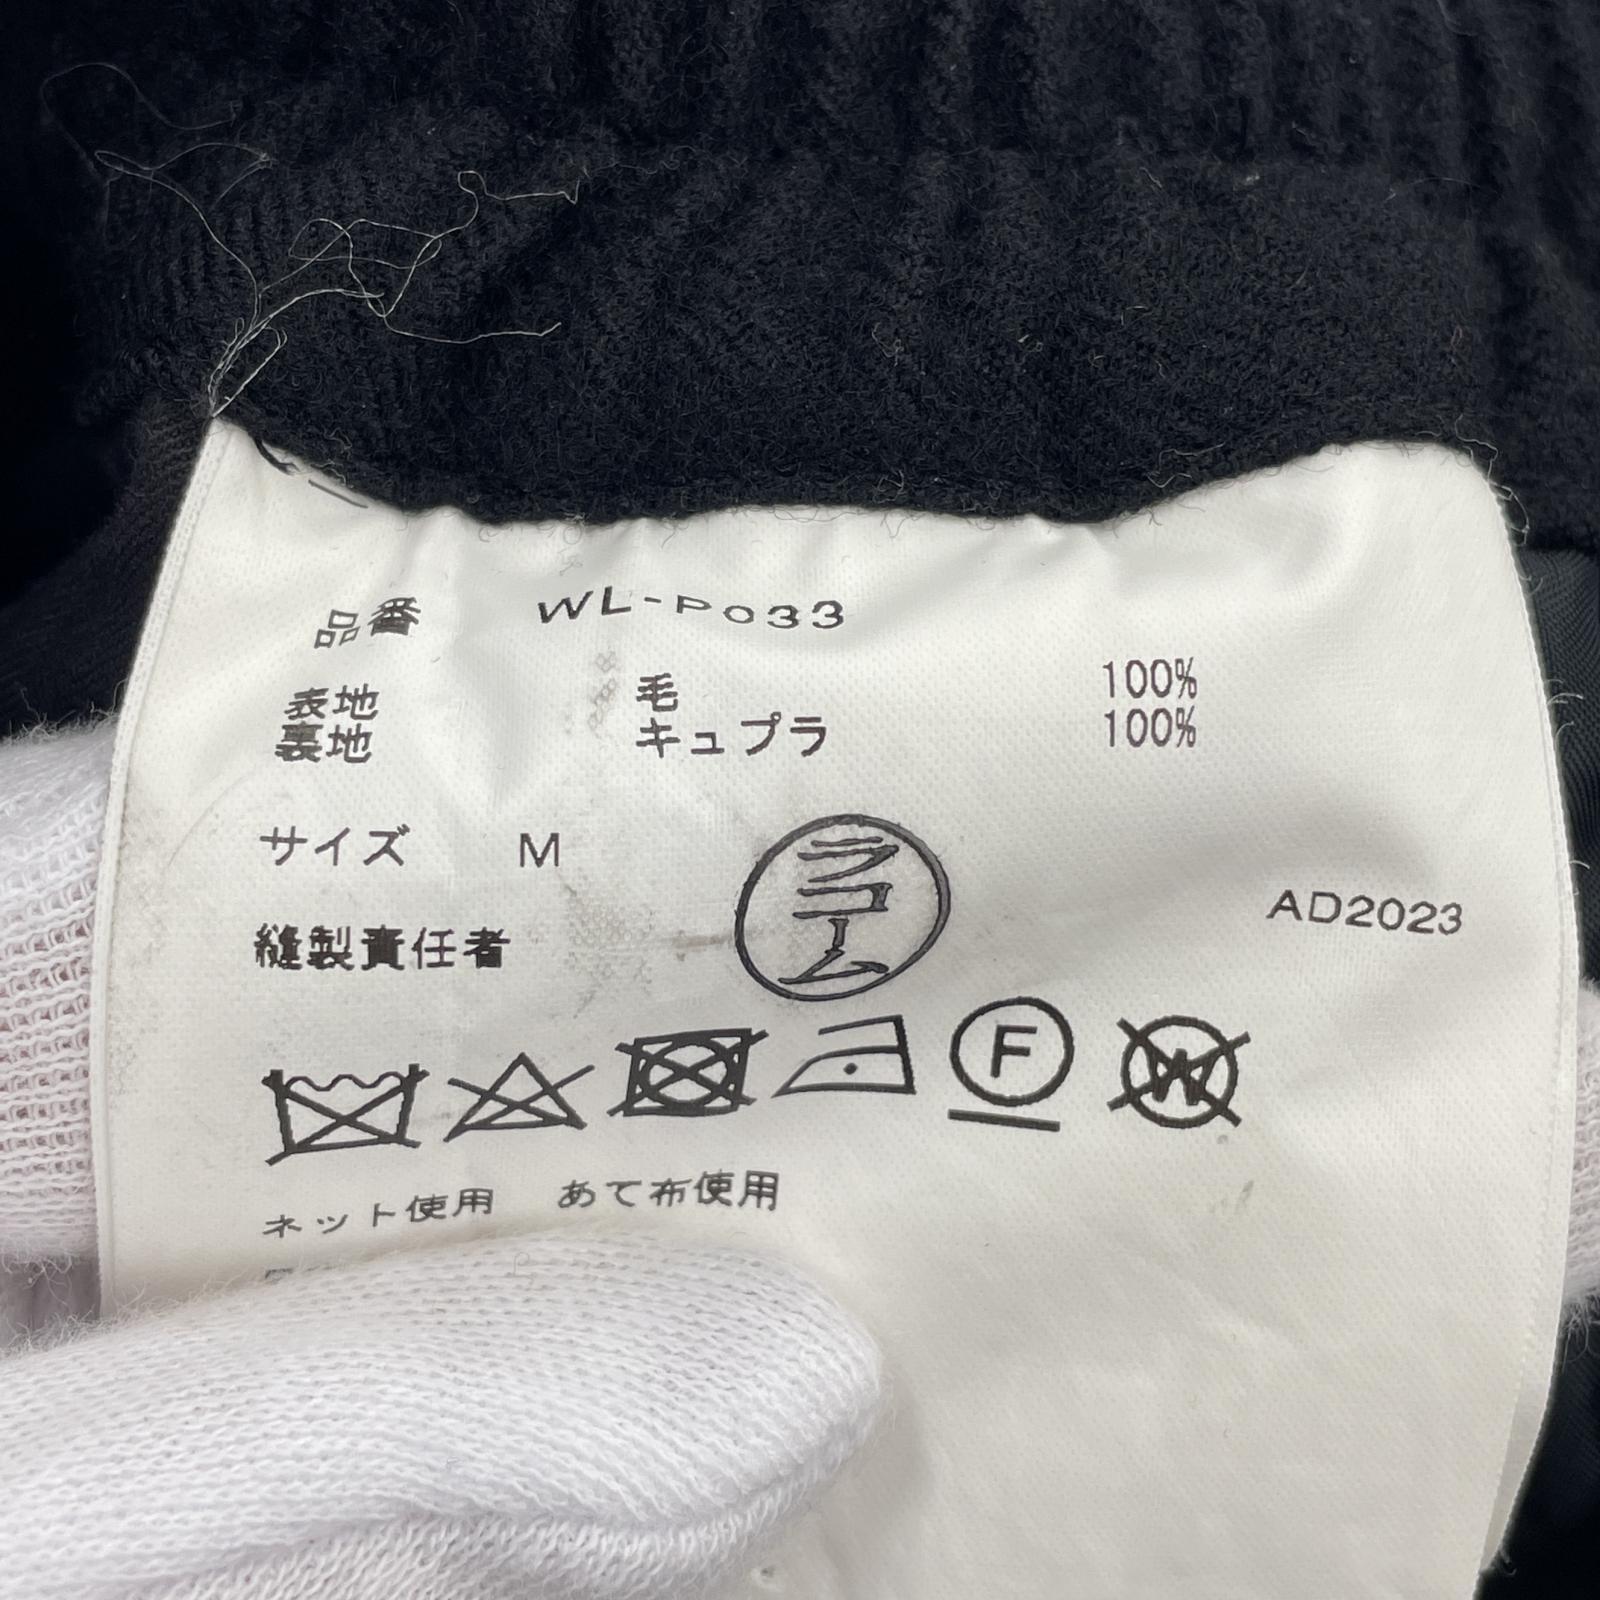 品番 WL-P033
表地 毛 100%
裏地 キュプラ 100%
サイズ M
ラコーム
縫製責任者
AD2023
F
W
ネット使用 あて布使用